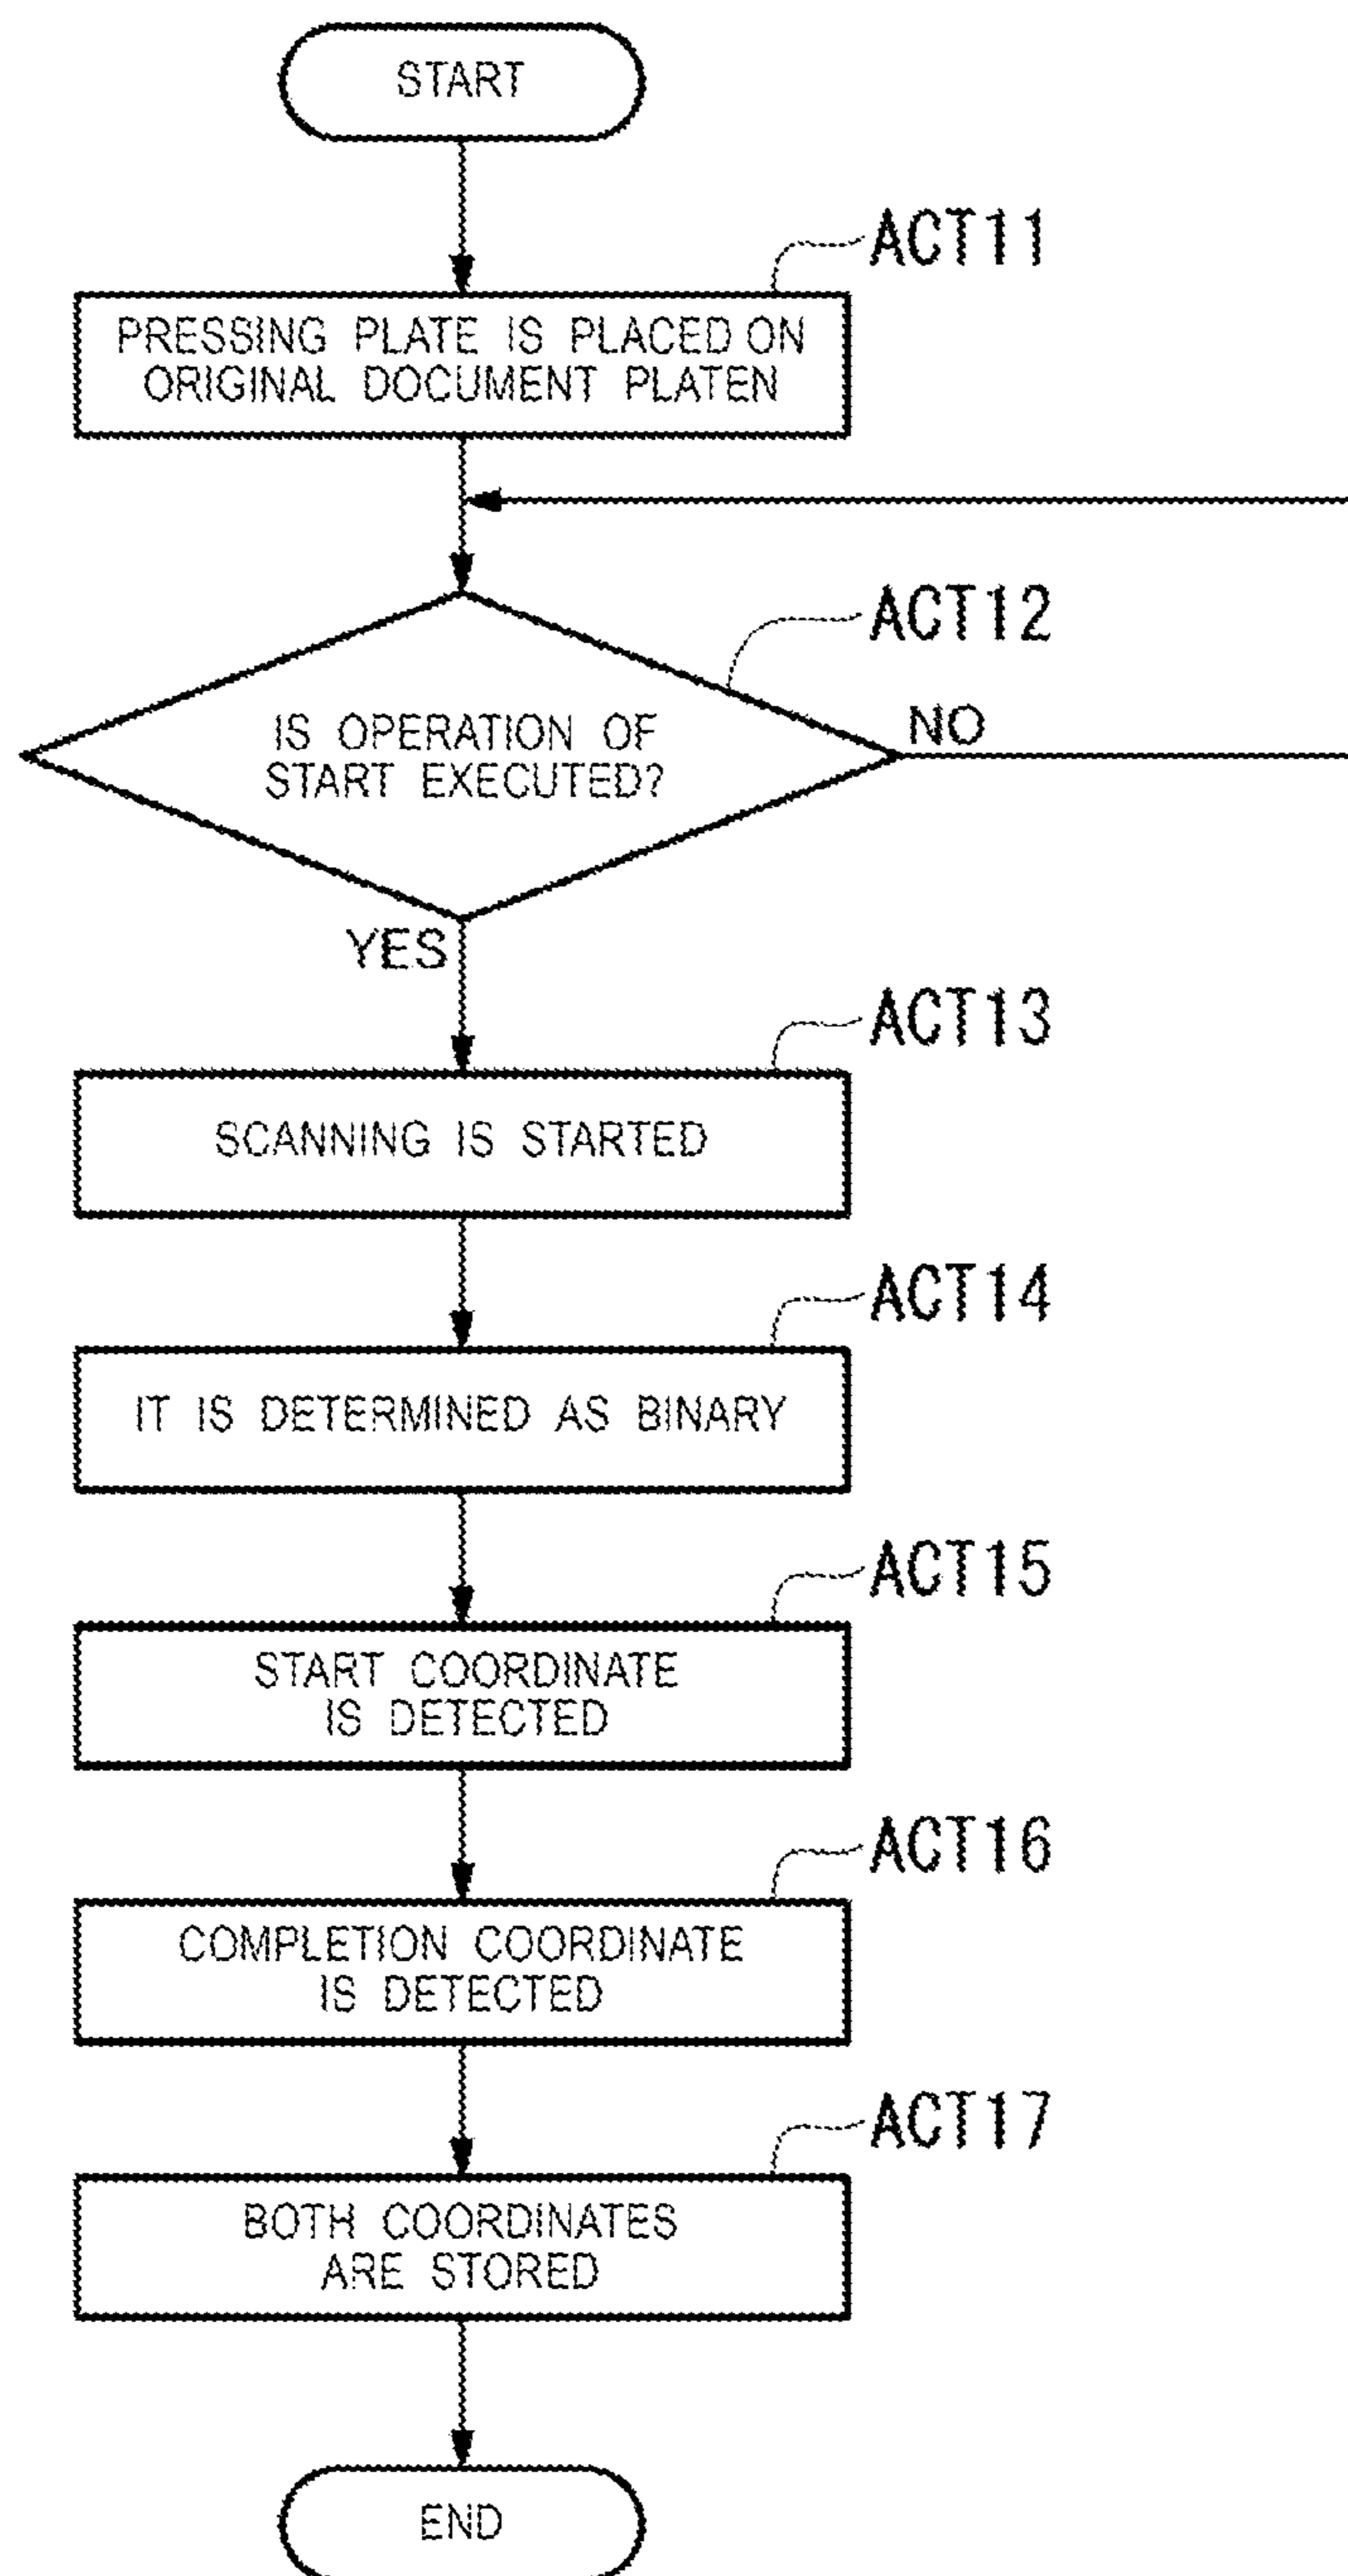 START
ACT11
PRESSING PLATE IS PLACED ON
ORIGINAL DOCUMENT PLATEN
ACT12
IS OPERATION OF
START EXECUTED?
NO
YES
ACT13
SCANNING IS STARTED
ACT14
IT IS DETERMINED AS BINARY
ACT15
START COORDINATE
IS DETECTED
ACT16
COMPLETION COORDINATE
IS DETECTED
ACT17
BOTH COORDINATES
ARE STORED
END